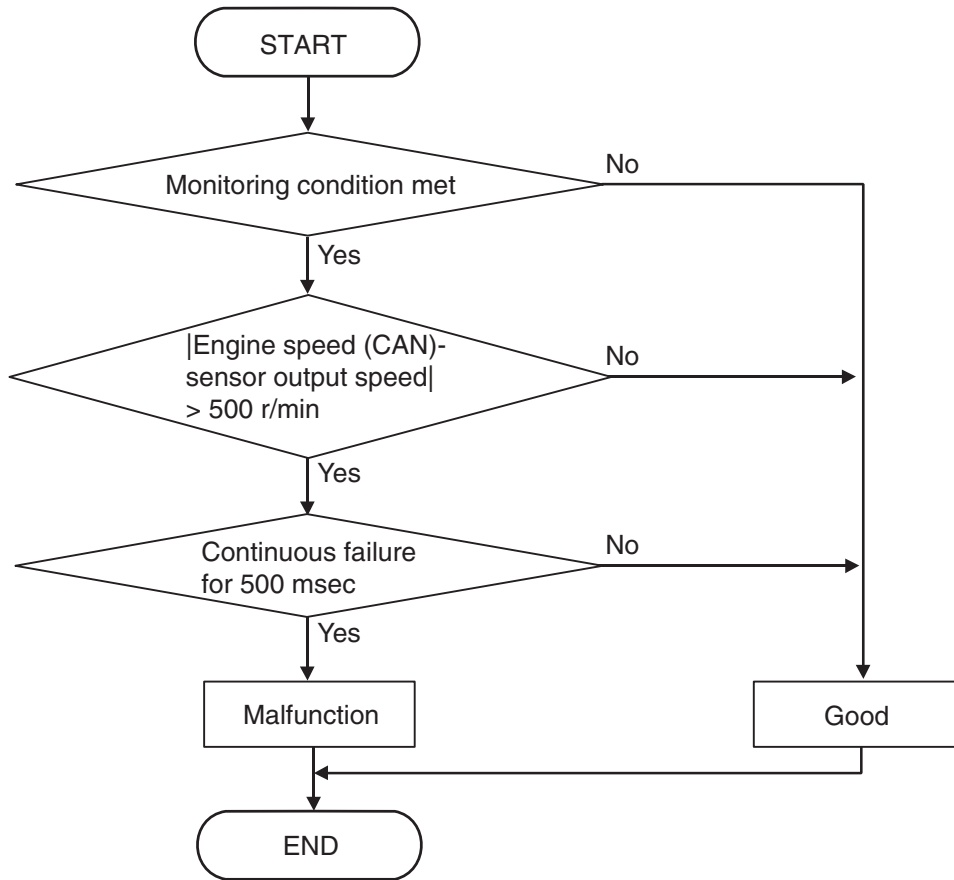 START
Monitoring condition met
No
Yes
|Engine speed (CAN)-
sensor output speed|
> 500 r/min
No
Yes
Continuous failure
for 500 msec
No
Yes
Malfunction
Good
END